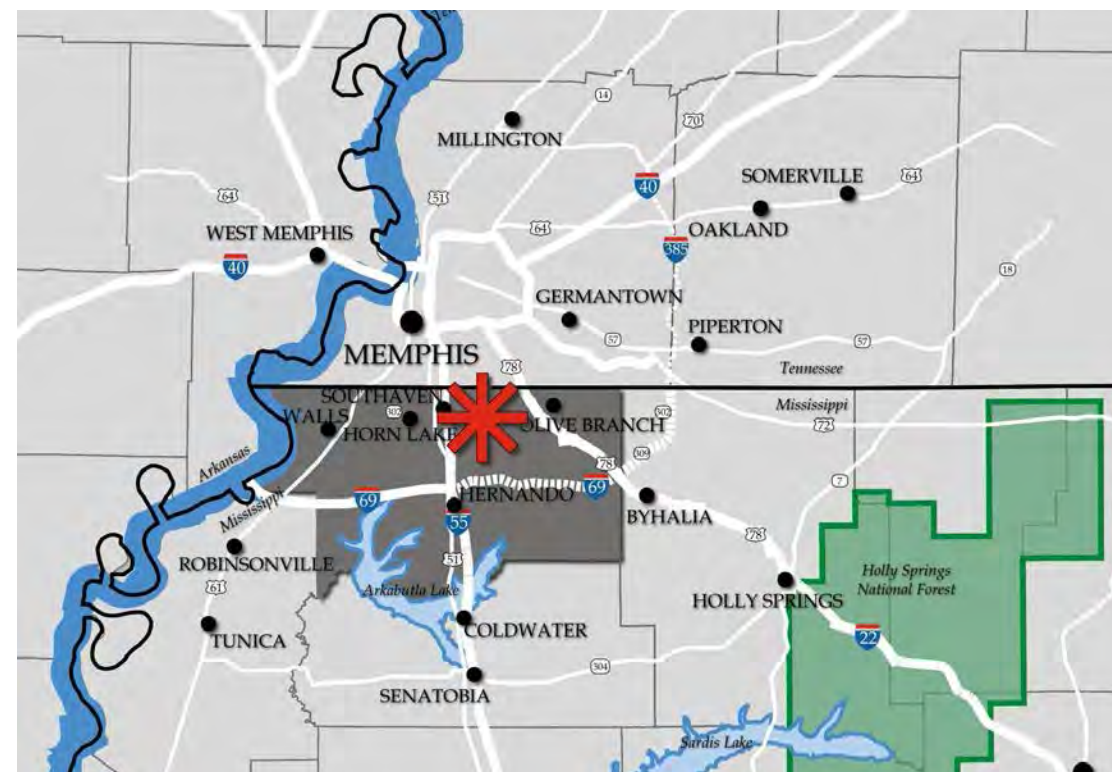 14
70
MILLINGTON
40
SOMERVILLE
64
64
51
OAKLAND
64
WEST MEMPHIS
385
40
18
GERMANTOWN
PIPERTON
57
57
MEMPHIS
78
Tennessee
SOUTHAVEN
Mississippi
WALLS
302
OLIVE BRANCH
302
72
HORN LAKE
309
Arkansas
78
7
69
HERNANDO
69
Mississippi
BYHALIA
55
78
ROBINSONVILLE
51
Holly Springs
National Forest
61
Arkabutla Lake
HOLLY SPRINGS
COLDWATER
22
TUNICA
304
SENATOBIA
Sardis Lake